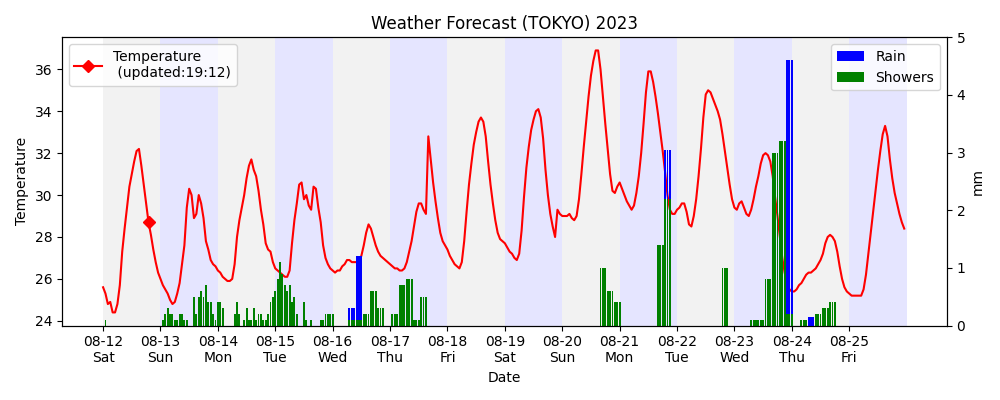 Weather Forecast (TOKYO) 2023
Temperature
(updated:19:12)
Rain
Showers
Temperature
36
34
32
30
28
26
24
5
4
3
2
1
0
mm
08-12 08-13 08-14 08-15 08-16 08-17 08-18 08-19 08-20 08-21 08-22 08-23 08-24 08-25
Sat Sun Mon Tue Wed Thu Fri Sat Sun Mon Tue Wed Thu Fri
Date